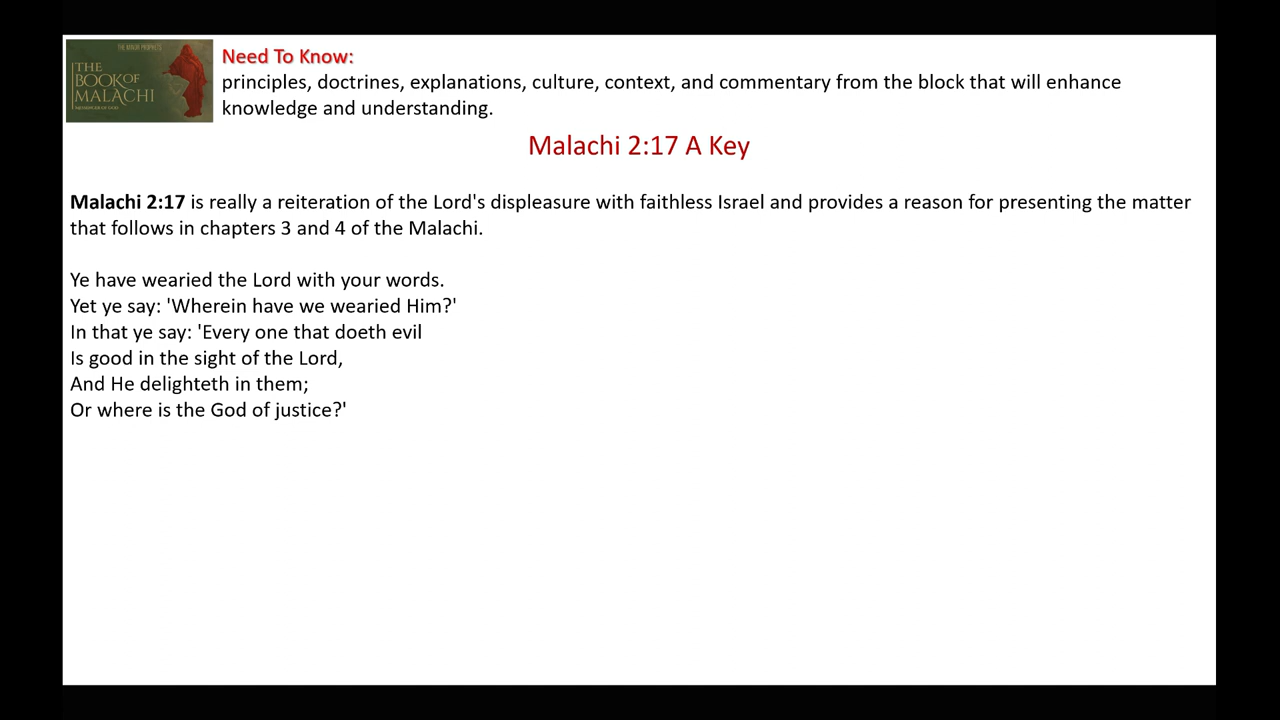 THE MINOR PROPHETS
THE
BOOK OF
MALACHI
MESSENGER OF GOD
Need To Know:
principles, doctrines, explanations, culture, context, and commentary from the block that will enhance
knowledge and understanding.
Malachi 2:17 A Key
Malachi 2:17 is really a reiteration of the Lord's displeasure with faithless Israel and provides a reason for presenting the matter
that follows in chapters 3 and 4 of the Malachi.
Ye have wearied the Lord with your words.
Yet ye say: 'Wherein have we wearied Him?'
In that ye say: 'Every one that doeth evil
Is good in the sight of the Lord,
And He delighteth in them;
Or where is the God of justice?'